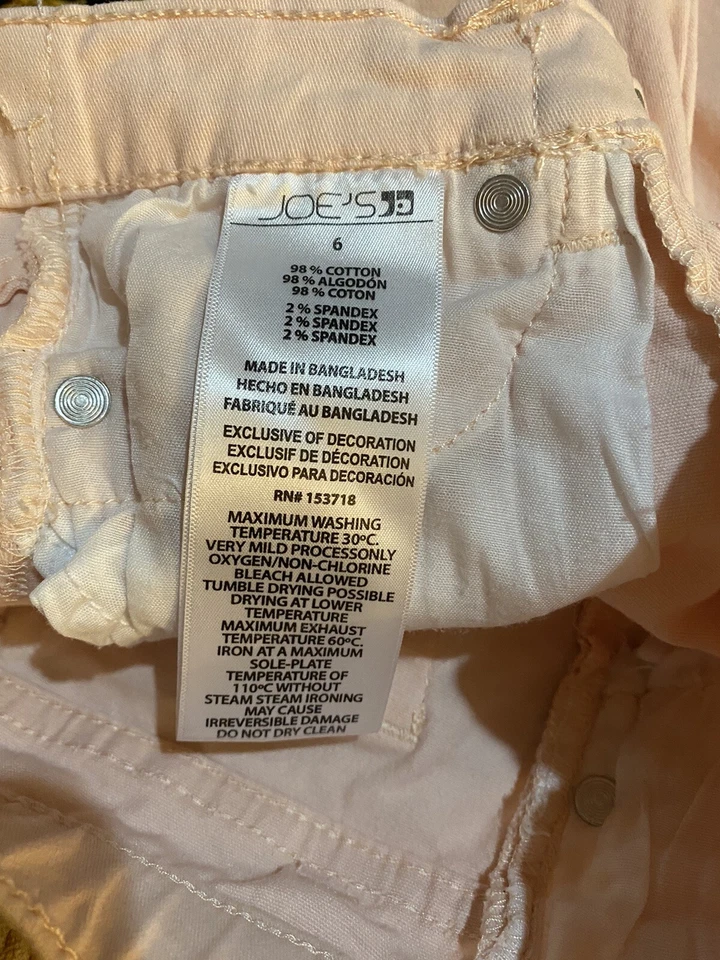 JOE'S
6
98 % COTTON
98 % ALGODÓN
98 % COTON
2 % SPANDEX
2 % SPANDEX
2 % SPANDEX
MADE IN BANGLADESH
HECHO EN BANGLADESH
FABRIQUÉ AU BANGLADESH
EXCLUSIVE OF DECORATION
EXCLUSIF DE DÉCORATION
EXCLUSIVO PARA DECORACIÓN
RN# 153718
MAXIMUM WASHING
TEMPERATURE 30ºC.
VERY MILD PROCESSONLY
OXYGEN/NON-CHLORINE
BLEACH ALLOWED
TUMBLE DRYING POSSIBLE
DRYING AT LOWER
TEMPERATURE
MAXIMUM EXHAUST
TEMPERATURE 60ºC.
IRON AT A MAXIMUM
SOLE-PLATE
TEMPERATURE OF
110ºC WITHOUT
STEAM STEAM IRONING
MAY CAUSE
IRREVERSIBLE DAMAGE
DO NOT DRY CLEAN